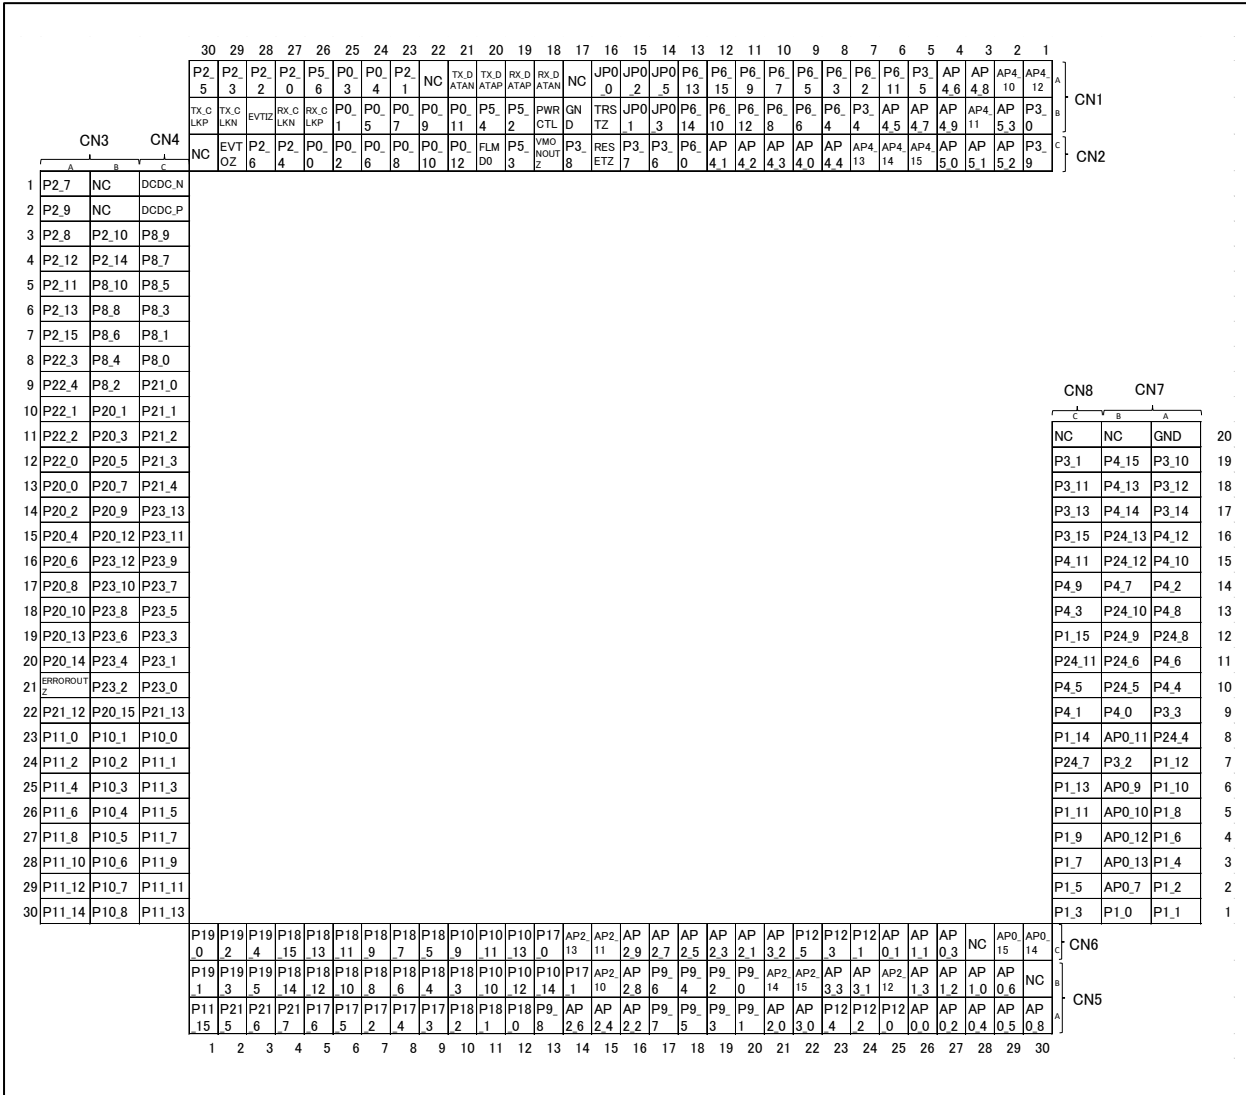 30 29 28 27 26 25 24 23 22 21 20 19 18 17 16 15 14 13 12 11 10 9 8 7 6 5 4 3 2 1
P2_5 P2_3 P2_2 P2_0 P5_6 P0_3 P0_4 P2_1 NC TX_DATAN TX_DATAP RX_DATAP RX_DATAN NC JP0_0 JP0_2 JP0_5 P6_13 P6_15 P6_9 P6_7 P6_5 P6_3 P6_2 P6_11 P3_5 AP4_6 AP4_8 AP4_10 AP4_12 A
CN1
TX_CLKP TX_CLKN EVTIZ RX_CLKN RX_CLKP P0_1 P0_5 P0_7 P0_9 P0_11 P5_4 P5_2 PWRCTL GND TRSTZ JP0_1 JP0_3 P6_14 P6_10 P6_12 P6_8 P6_6 P6_4 P3_4 AP4_5 AP4_7 AP4_9 AP4_11 AP5_3 P3_0 B
NC EVTOZ P2_6 P2_4 P0_0 P0_2 P0_6 P0_8 P0_10 P0_12 FLMD0 P5_3 VMONOUTZ P3_8 RESETZ P3_7 P3_6 P6_0 AP4_1 AP4_2 AP4_3 AP4_0 AP4_4 AP4_13 AP4_14 AP4_15 AP5_0 AP5_1 AP5_2 P3_9 C
CN2
CN3 CN4
A B C
1 P2_7 NC DCDC_N
2 P2_9 NC DCDC_P
3 P2_8 P2_10 P8_9
4 P2_12 P2_14 P8_7
5 P2_11 P8_10 P8_5
6 P2_13 P8_8 P8_3
7 P2_15 P8_6 P8_1
8 P22_3 P8_4 P8_0
9 P22_4 P8_2 P21_0
10 P22_1 P20_1 P21_1
11 P22_2 P20_3 P21_2
12 P22_0 P20_5 P21_3
13 P20_0 P20_7 P21_4
14 P20_2 P20_9 P23_13
15 P20_4 P20_12 P23_11
16 P20_6 P23_12 P23_9
17 P20_8 P23_10 P23_7
18 P20_10 P23_8 P23_5
19 P20_13 P23_6 P23_3
20 P20_14 P23_4 P23_1
21 ERROROUTZ P23_2 P23_0
22 P21_12 P20_15 P21_13
23 P11_0 P10_1 P10_0
24 P11_2 P10_2 P11_1
25 P11_4 P10_3 P11_3
26 P11_6 P10_4 P11_5
27 P11_8 P10_5 P11_7
28 P11_10 P10_6 P11_9
29 P11_12 P10_7 P11_11
30 P11_14 P10_8 P11_13
CN8 CN7
C B A
NC NC GND 20
P3_1 P4_15 P3_10 19
P3_11 P4_13 P3_12 18
P3_13 P4_14 P3_14 17
P3_15 P24_13 P4_12 16
P4_11 P24_12 P4_10 15
P4_9 P4_7 P4_2 14
P4_3 P24_10 P4_8 13
P1_15 P24_9 P24_8 12
P24_11 P24_6 P4_6 11
P4_5 P24_5 P4_4 10
P4_1 P4_0 P3_3 9
P1_14 AP0_11 P24_4 8
P24_7 P3_2 P1_12 7
P1_13 AP0_9 P1_10 6
P1_11 AP0_10 P1_8 5
P1_9 AP0_12 P1_6 4
P1_7 AP0_13 P1_4 3
P1_5 AP0_7 P1_2 2
P1_3 P1_0 P1_1 1
P19_0 P19_2 P19_4 P18_15 P18_13 P18_11 P18_9 P18_7 P18_5 P10_9 P10_11 P10_13 P17_0 AP2_13 AP2_11 AP2_9 AP2_7 AP2_5 AP2_3 AP2_1 AP3_2 P12_5 P12_3 P12_1 AP0_1 AP1_1 AP0_3 NC AP0_15 AP0_14 C
CN6
P19_1 P19_3 P19_5 P18_14 P18_12 P18_10 P18_8 P18_6 P18_4 P18_3 P10_10 P10_12 P10_14 P17_1 AP2_10 AP2_8 P9_6 P9_4 P9_2 P9_0 AP2_14 AP2_15 AP3_3 AP3_1 AP2_12 AP1_3 AP1_2 AP1_0 AP0_6 NC B
CN5
P11_15 P21_5 P21_6 P21_7 P17_6 P17_5 P17_2 P17_4 P17_3 P18_2 P18_1 P18_0 P9_8 AP2_6 AP2_4 AP2_2 P9_7 P9_5 P9_3 P9_1 AP2_0 AP3_0 P12_4 P12_2 P12_0 AP0_0 AP0_2 AP0_4 AP0_5 AP0_8 A
1 2 3 4 5 6 7 8 9 10 11 12 13 14 15 16 17 18 19 20 21 22 23 24 25 26 27 28 29 30